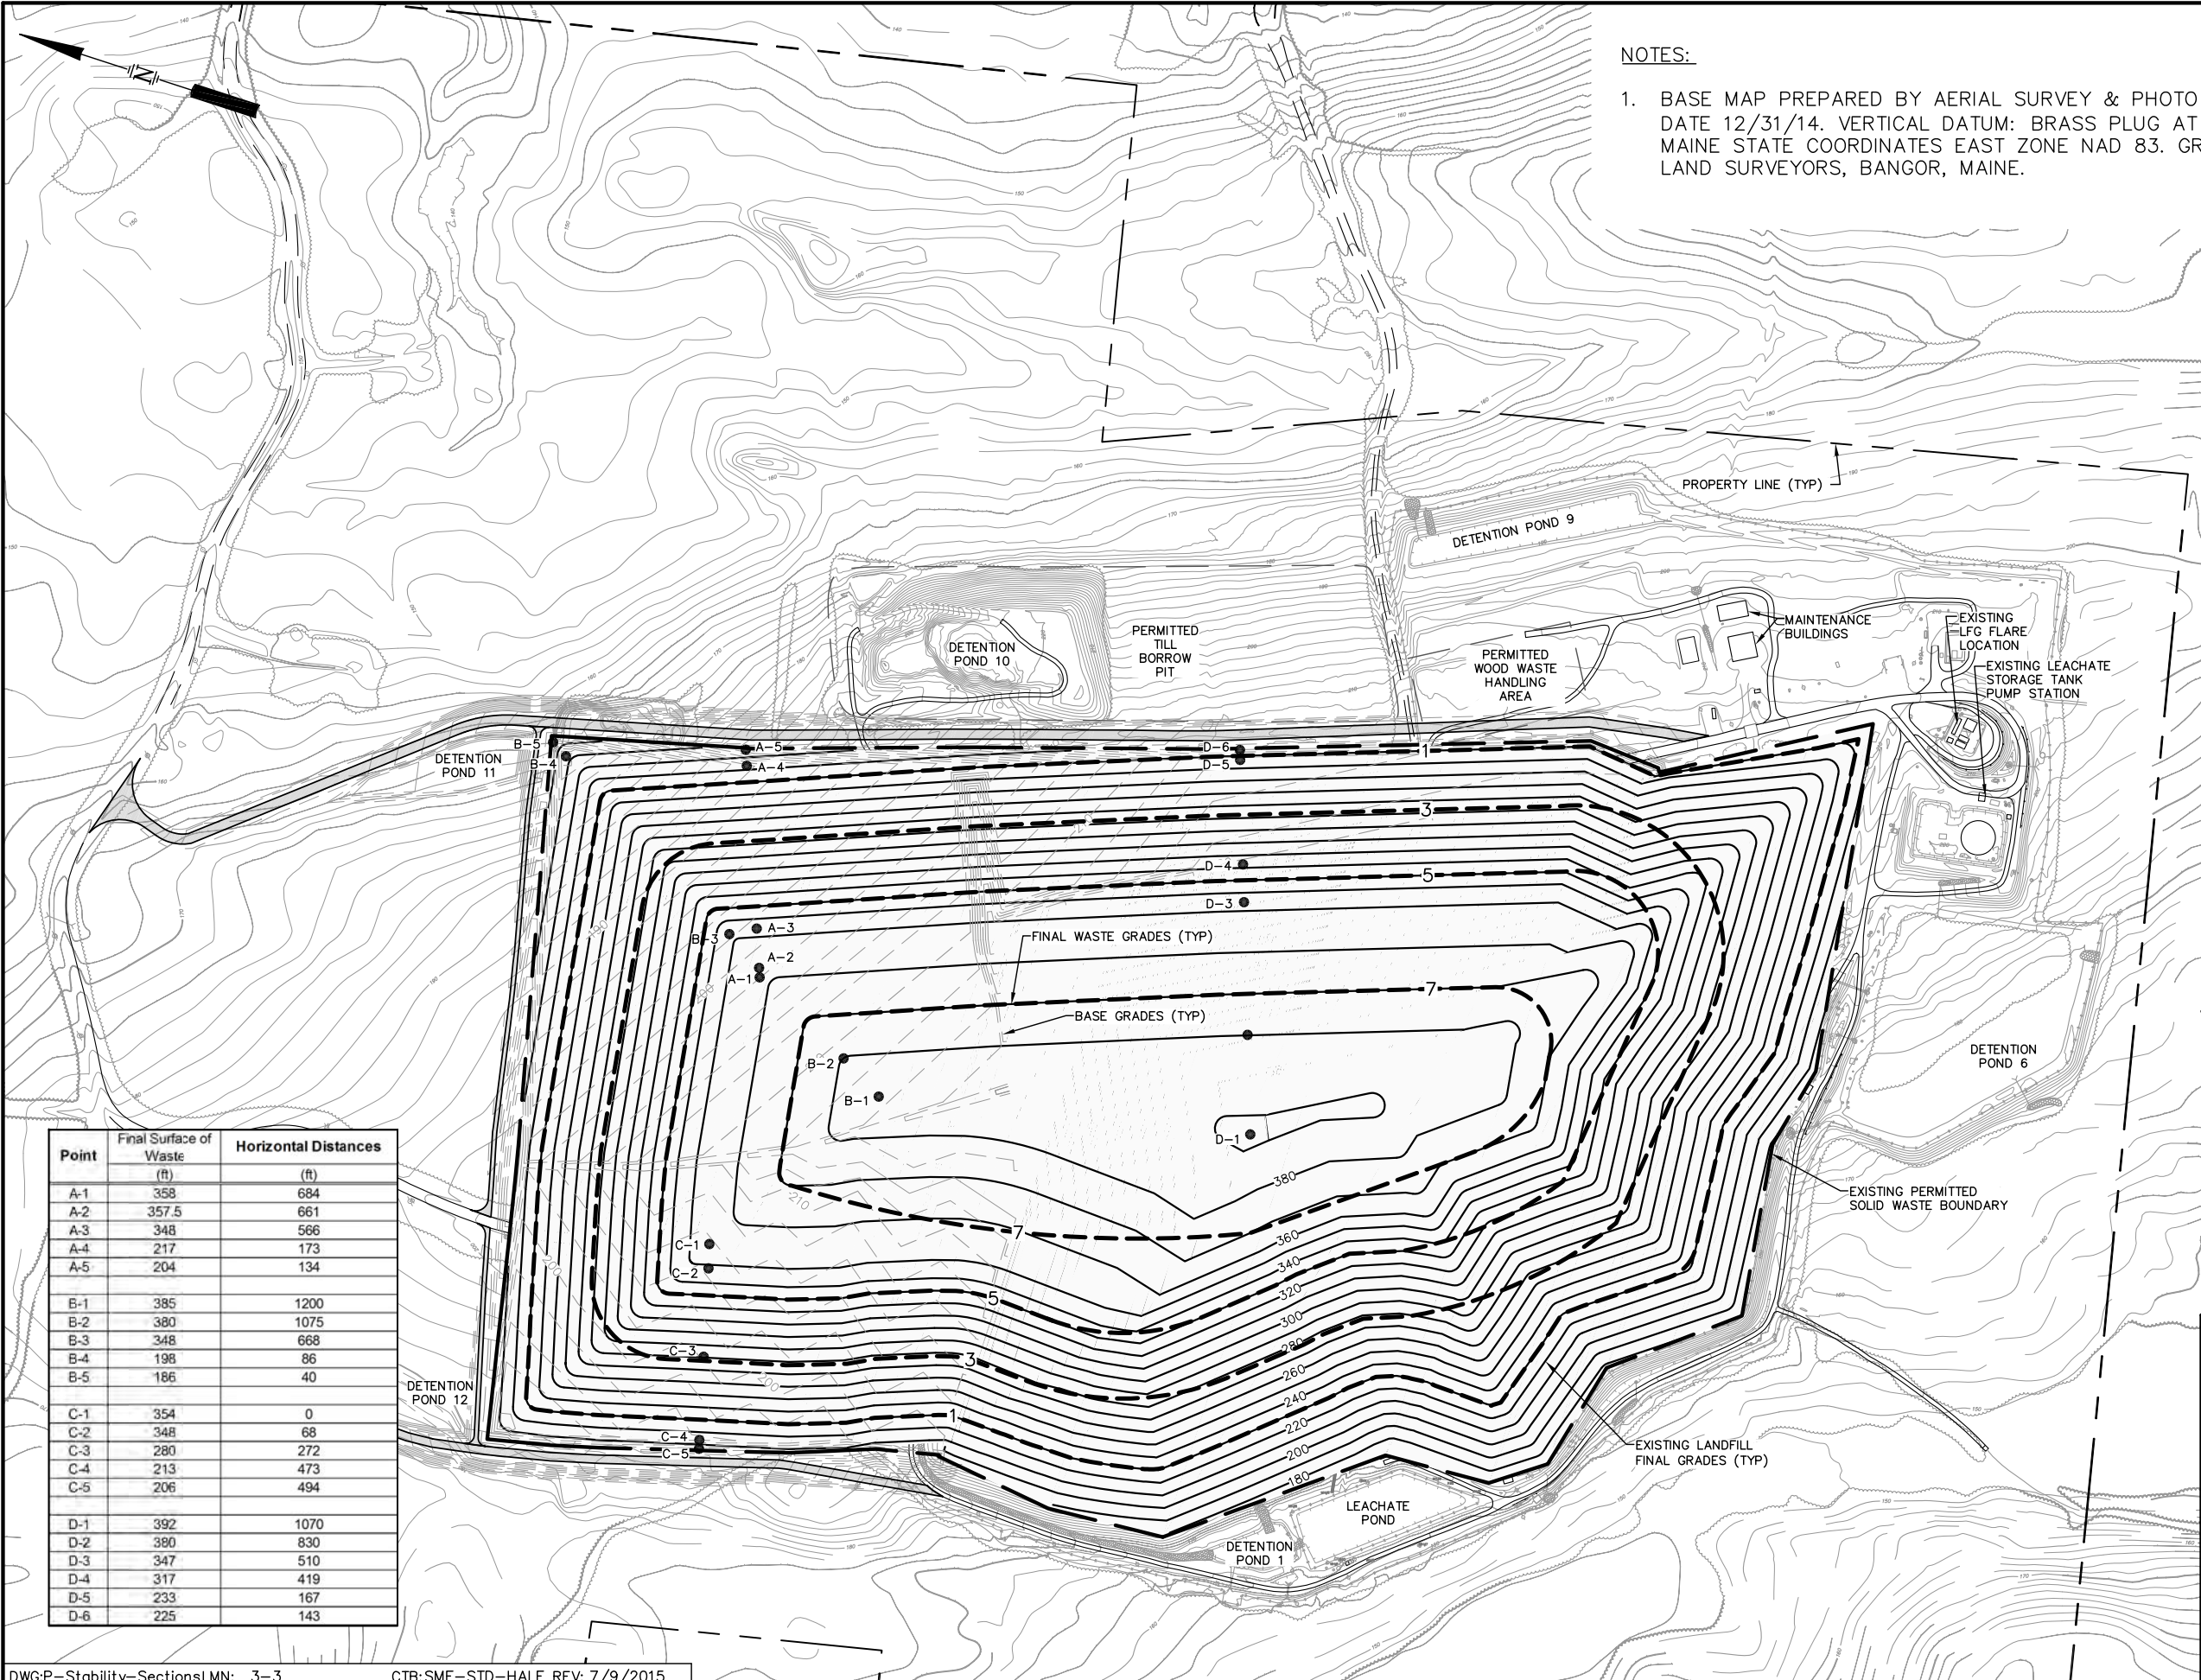 NOTES:
1. BASE MAP PREPARED BY AERIAL SURVEY & PHOTO
DATE 12/31/14. VERTICAL DATUM: BRASS PLUG AT
MAINE STATE COORDINATES EAST ZONE NAD 83. GR
LAND SURVEYORS, BANGOR, MAINE.
N
PROPERTY LINE (TYP)
DETENTION POND 9
MAINTENANCE
BUILDINGS
EXISTING
LFG FLARE
LOCATION
EXISTING LEACHATE
STORAGE TANK
PUMP STATION
PERMITTED
TILL
BORROW
PIT
DETENTION
POND 10
PERMITTED
WOOD WASTE
HANDLING
AREA
DETENTION
POND 11
B-5
B-4
A-5
A-4
D-6
D-5
1
3
D-4
5
D-3
B-3
A-3
A-2
A-1
FINAL WASTE GRADES (TYP)
7
BASE GRADES (TYP)
B-2
B-1
D-1
DETENTION
POND 6
380
EXISTING PERMITTED
SOLID WASTE BOUNDARY
210
7
C-1
C-2
360
340
320
300
280
260
240
220
200
180
5
C-3
3
200
1
C-4
C-5
DETENTION
POND 12
EXISTING LANDFILL
FINAL GRADES (TYP)
LEACHATE
POND
DETENTION
POND 1
Point Final Surface of Waste Horizontal Distances
(ft) (ft)
A-1 358 684
A-2 357.5 661
A-3 348 566
A-4 217 173
A-5 204 134
B-1 385 1200
B-2 380 1075
B-3 348 668
B-4 198 86
B-5 186 40
C-1 354 0
C-2 348 68
C-3 280 272
C-4 213 473
C-5 206 494
D-1 392 1070
D-2 380 830
D-3 347 510
D-4 317 419
D-5 233 167
D-6 225 143
DWG:P-Stability-Sections LMN: 3-3 CTB:SME-STD-HALF REV: 7/9/2015